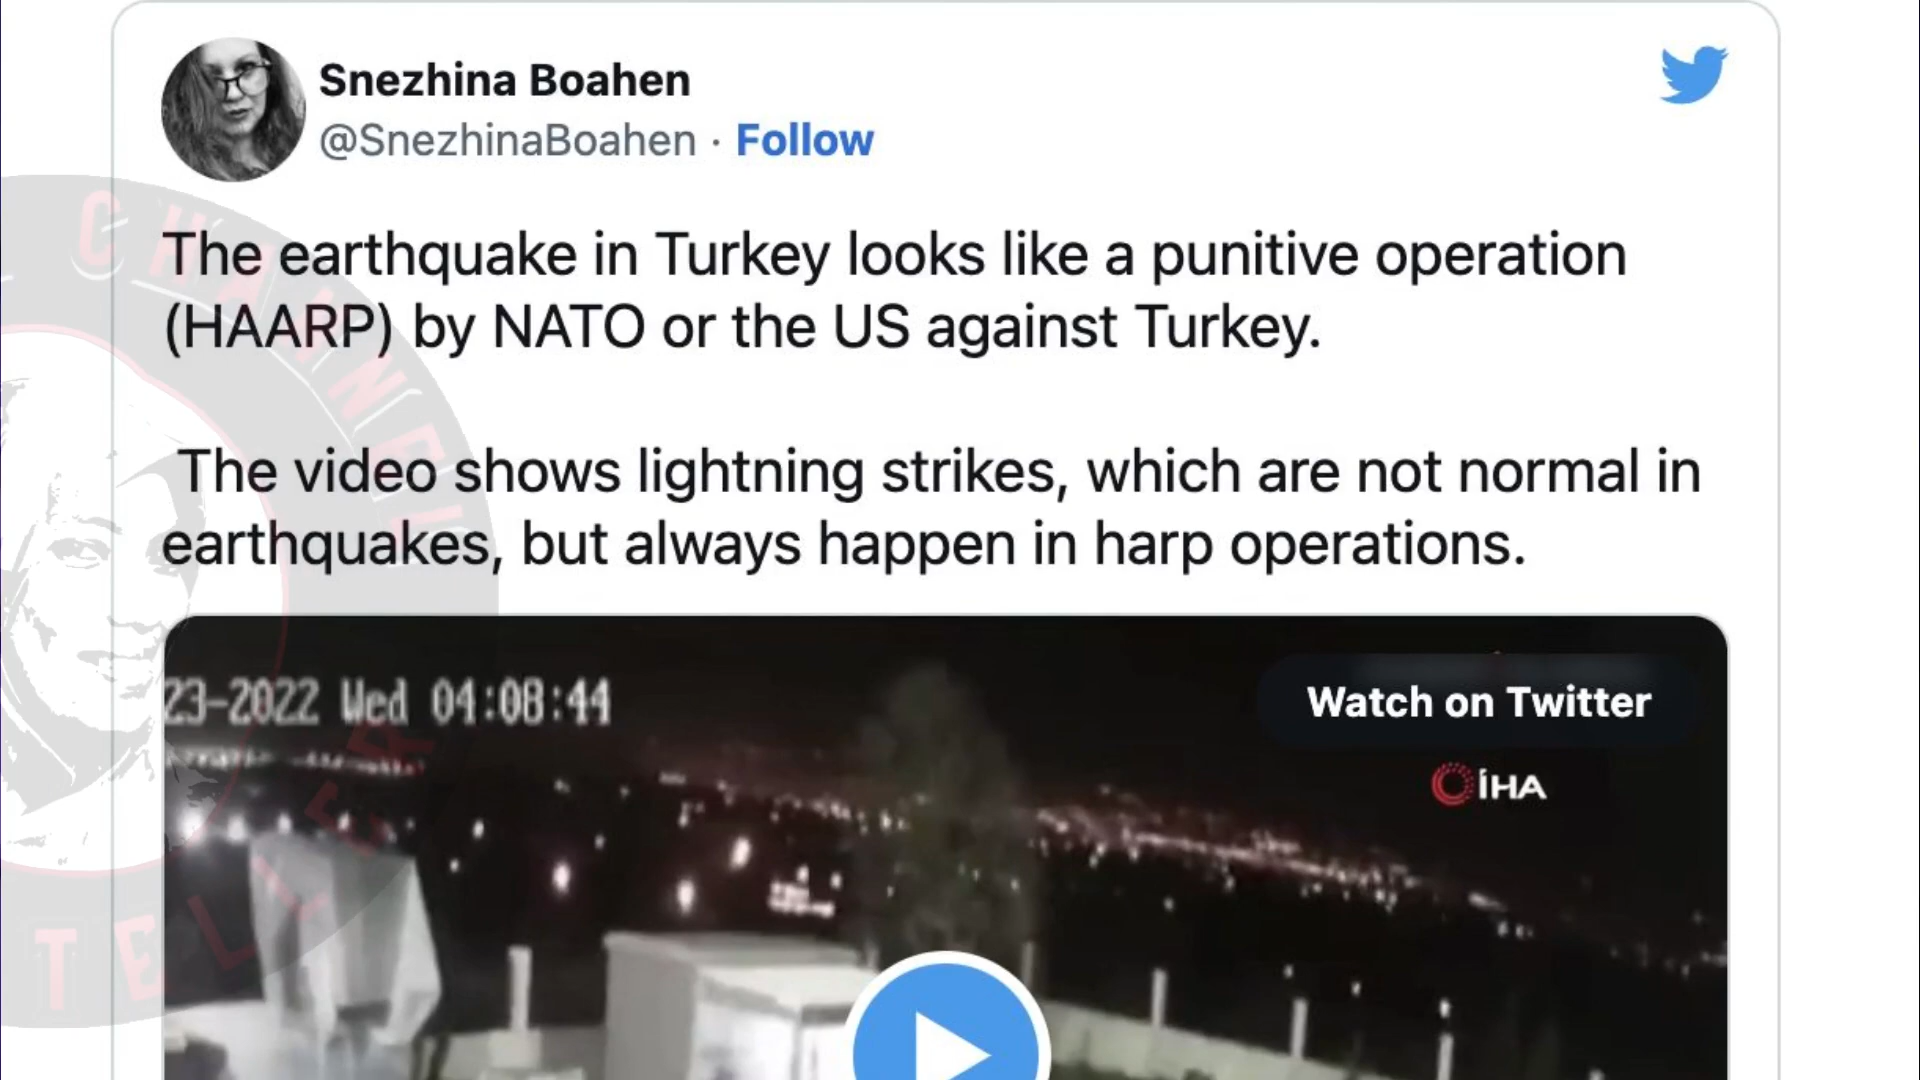 Snezhina Boahen
@SnezhinaBoahen · Follow
The earthquake in Turkey looks like a punitive operation
(HAARP) by NATO or the US against Turkey.
The video shows lightning strikes, which are not normal in
earthquakes, but always happen in harp operations.
23-2022 Wed 04:08:44
Watch on Twitter
İHA
CHANNEL
TELLER